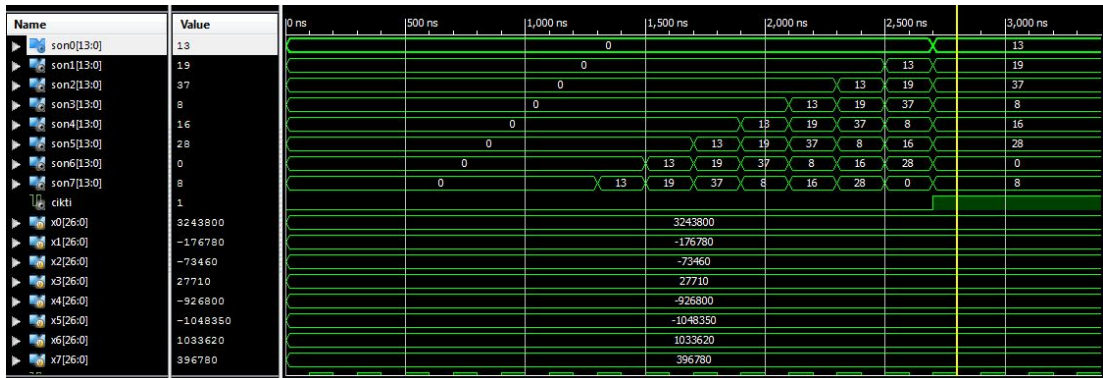 Name Value 0 ns 500 ns 1,000 ns 1,500 ns 2,000 ns 2,500 ns 3,000 ns
son0[13:0] 13 0 13
son1[13:0] 19 0 13 19
son2[13:0] 37 0 13 19 37
son3[13:0] 8 0 13 19 37 8
son4[13:0] 16 0 13 19 37 8 16
son5[13:0] 28 0 13 19 37 8 16 28
son6[13:0] 0 0 13 19 37 8 16 28 0
son7[13:0] 8 0 13 19 37 8 16 28 0 8
cikti 1
x0[26:0] 3243800 3243800
x1[26:0] -176780 -176780
x2[26:0] -73460 -73460
x3[26:0] 27710 27710
x4[26:0] -926800 -926800
x5[26:0] -1048350 -1048350
x6[26:0] 1033620 1033620
x7[26:0] 396780 396780